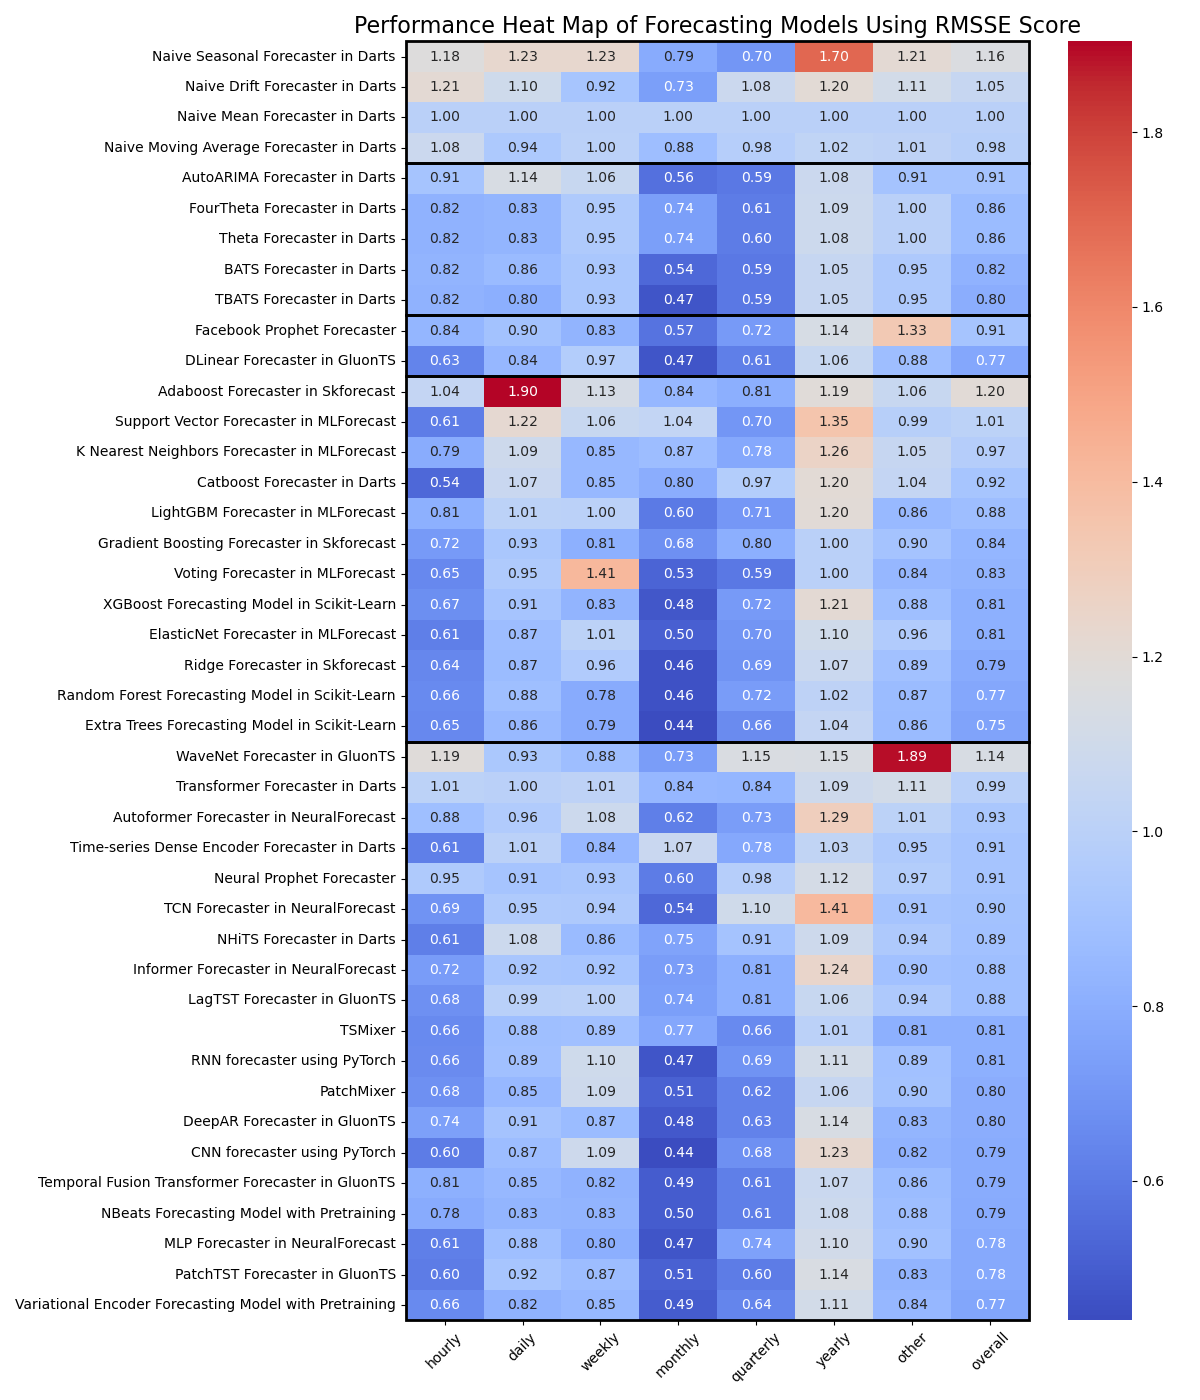 Performance Heat Map of Forecasting Models Using RMSSE Score
Naive Seasonal Forecaster in Darts 1.18 1.23 1.23 0.79 0.70 1.70 1.21 1.16
Naive Drift Forecaster in Darts 1.21 1.10 0.92 0.73 1.08 1.20 1.11 1.05
Naive Mean Forecaster in Darts 1.00 1.00 1.00 1.00 1.00 1.00 1.00 1.00
Naive Moving Average Forecaster in Darts 1.08 0.94 1.00 0.88 0.98 1.02 1.01 0.98
AutoARIMA Forecaster in Darts 0.91 1.14 1.06 0.56 0.59 1.08 0.91 0.91
FourTheta Forecaster in Darts 0.82 0.83 0.95 0.74 0.61 1.09 1.00 0.86
Theta Forecaster in Darts 0.82 0.83 0.95 0.74 0.60 1.08 1.00 0.86
BATS Forecaster in Darts 0.82 0.86 0.93 0.54 0.59 1.05 0.95 0.82
TBATS Forecaster in Darts 0.82 0.80 0.93 0.47 0.59 1.05 0.95 0.80
Facebook Prophet Forecaster 0.84 0.90 0.83 0.57 0.72 1.14 1.33 0.91
DLinear Forecaster in GluonTS 0.63 0.84 0.97 0.47 0.61 1.06 0.88 0.77
Adaboost Forecaster in Skforecast 1.04 1.90 1.13 0.84 0.81 1.19 1.06 1.20
Support Vector Forecaster in MLForecast 0.61 1.22 1.06 1.04 0.70 1.35 0.99 1.01
K Nearest Neighbors Forecaster in MLForecast 0.79 1.09 0.85 0.87 0.78 1.26 1.05 0.97
Catboost Forecaster in Darts 0.54 1.07 0.85 0.80 0.97 1.20 1.04 0.92
LightGBM Forecaster in MLForecast 0.81 1.01 1.00 0.60 0.71 1.20 0.86 0.88
Gradient Boosting Forecaster in Skforecast 0.72 0.93 0.81 0.68 0.80 1.00 0.90 0.84
Voting Forecaster in MLForecast 0.65 0.95 1.41 0.53 0.59 1.00 0.84 0.83
XGBoost Forecasting Model in Scikit-Learn 0.67 0.91 0.83 0.48 0.72 1.21 0.88 0.81
ElasticNet Forecaster in MLForecast 0.61 0.87 1.01 0.50 0.70 1.10 0.96 0.81
Ridge Forecaster in Skforecast 0.64 0.87 0.96 0.46 0.69 1.07 0.89 0.79
Random Forest Forecasting Model in Scikit-Learn 0.66 0.88 0.78 0.46 0.72 1.02 0.87 0.77
Extra Trees Forecasting Model in Scikit-Learn 0.65 0.86 0.79 0.44 0.66 1.04 0.86 0.75
WaveNet Forecaster in GluonTS 1.19 0.93 0.88 0.73 1.15 1.15 1.89 1.14
Transformer Forecaster in Darts 1.01 1.00 1.01 0.84 0.84 1.09 1.11 0.99
Autoformer Forecaster in NeuralForecast 0.88 0.96 1.08 0.62 0.73 1.29 1.01 0.93
Time-series Dense Encoder Forecaster in Darts 0.61 1.01 0.84 1.07 0.78 1.03 0.95 0.91
Neural Prophet Forecaster 0.95 0.91 0.93 0.60 0.98 1.12 0.97 0.91
TCN Forecaster in NeuralForecast 0.69 0.95 0.94 0.54 1.10 1.41 0.91 0.90
NHiTS Forecaster in Darts 0.61 1.08 0.86 0.75 0.91 1.09 0.94 0.89
Informer Forecaster in NeuralForecast 0.72 0.92 0.92 0.73 0.81 1.24 0.90 0.88
LagTST Forecaster in GluonTS 0.68 0.99 1.00 0.74 0.81 1.06 0.94 0.88
TSMixer 0.66 0.88 0.89 0.77 0.66 1.01 0.81 0.81
RNN forecaster using PyTorch 0.66 0.89 1.10 0.47 0.69 1.11 0.89 0.81
PatchMixer 0.68 0.85 1.09 0.51 0.62 1.06 0.90 0.80
DeepAR Forecaster in GluonTS 0.74 0.91 0.87 0.48 0.63 1.14 0.83 0.80
CNN forecaster using PyTorch 0.60 0.87 1.09 0.44 0.68 1.23 0.82 0.79
Temporal Fusion Transformer Forecaster in GluonTS 0.81 0.85 0.82 0.49 0.61 1.07 0.86 0.79
NBeats Forecasting Model with Pretraining 0.78 0.83 0.83 0.50 0.61 1.08 0.88 0.79
MLP Forecaster in NeuralForecast 0.61 0.88 0.80 0.47 0.74 1.10 0.90 0.78
PatchTST Forecaster in GluonTS 0.60 0.92 0.87 0.51 0.60 1.14 0.83 0.78
Variational Encoder Forecasting Model with Pretraining 0.66 0.82 0.85 0.49 0.64 1.11 0.84 0.77
hourly daily weekly monthly quarterly yearly other overall
1.8
1.6
1.4
1.2
1.0
0.8
0.6